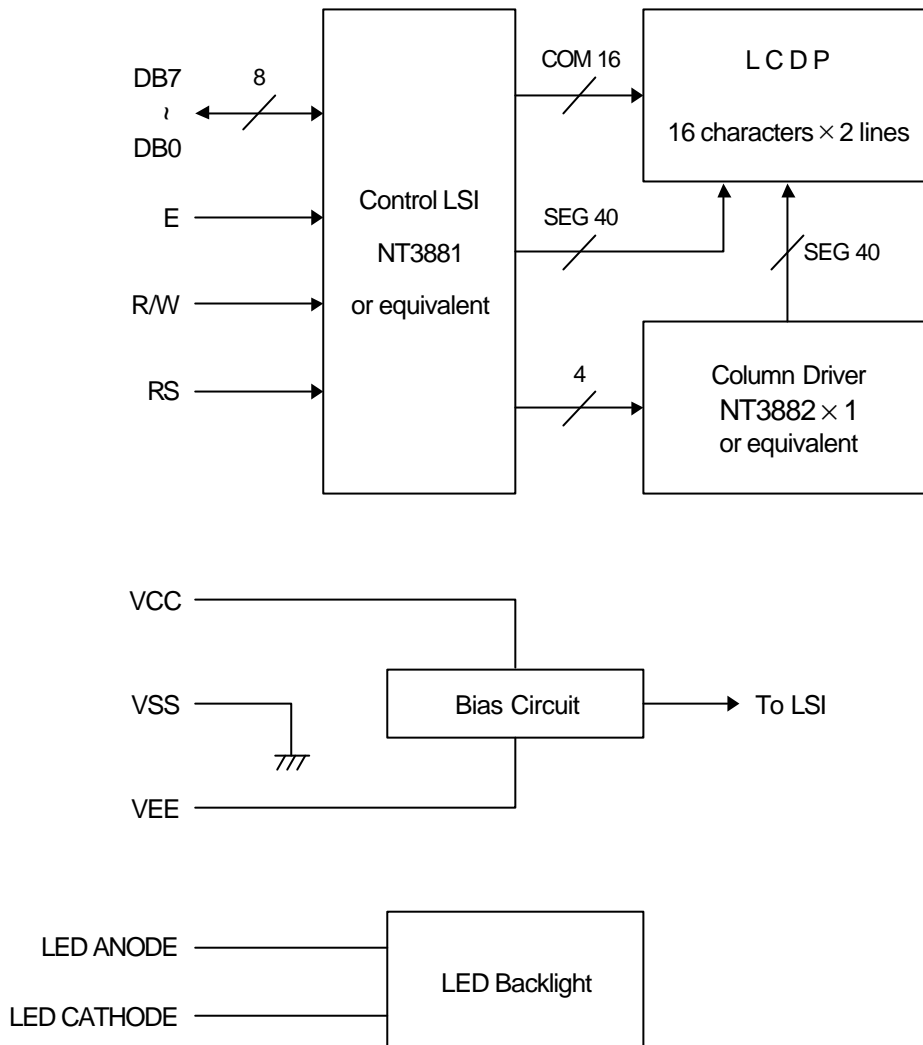 DB7
~
DB0
8
E
R/W
RS
Control LSI
NT3881
or equivalent
COM 16
SEG 40
4
L C D P
16 characters × 2 lines
SEG 40
Column Driver
NT3882 × 1
or equivalent
VCC
VSS
VEE
Bias Circuit
To LSI
LED ANODE
LED CATHODE
LED Backlight